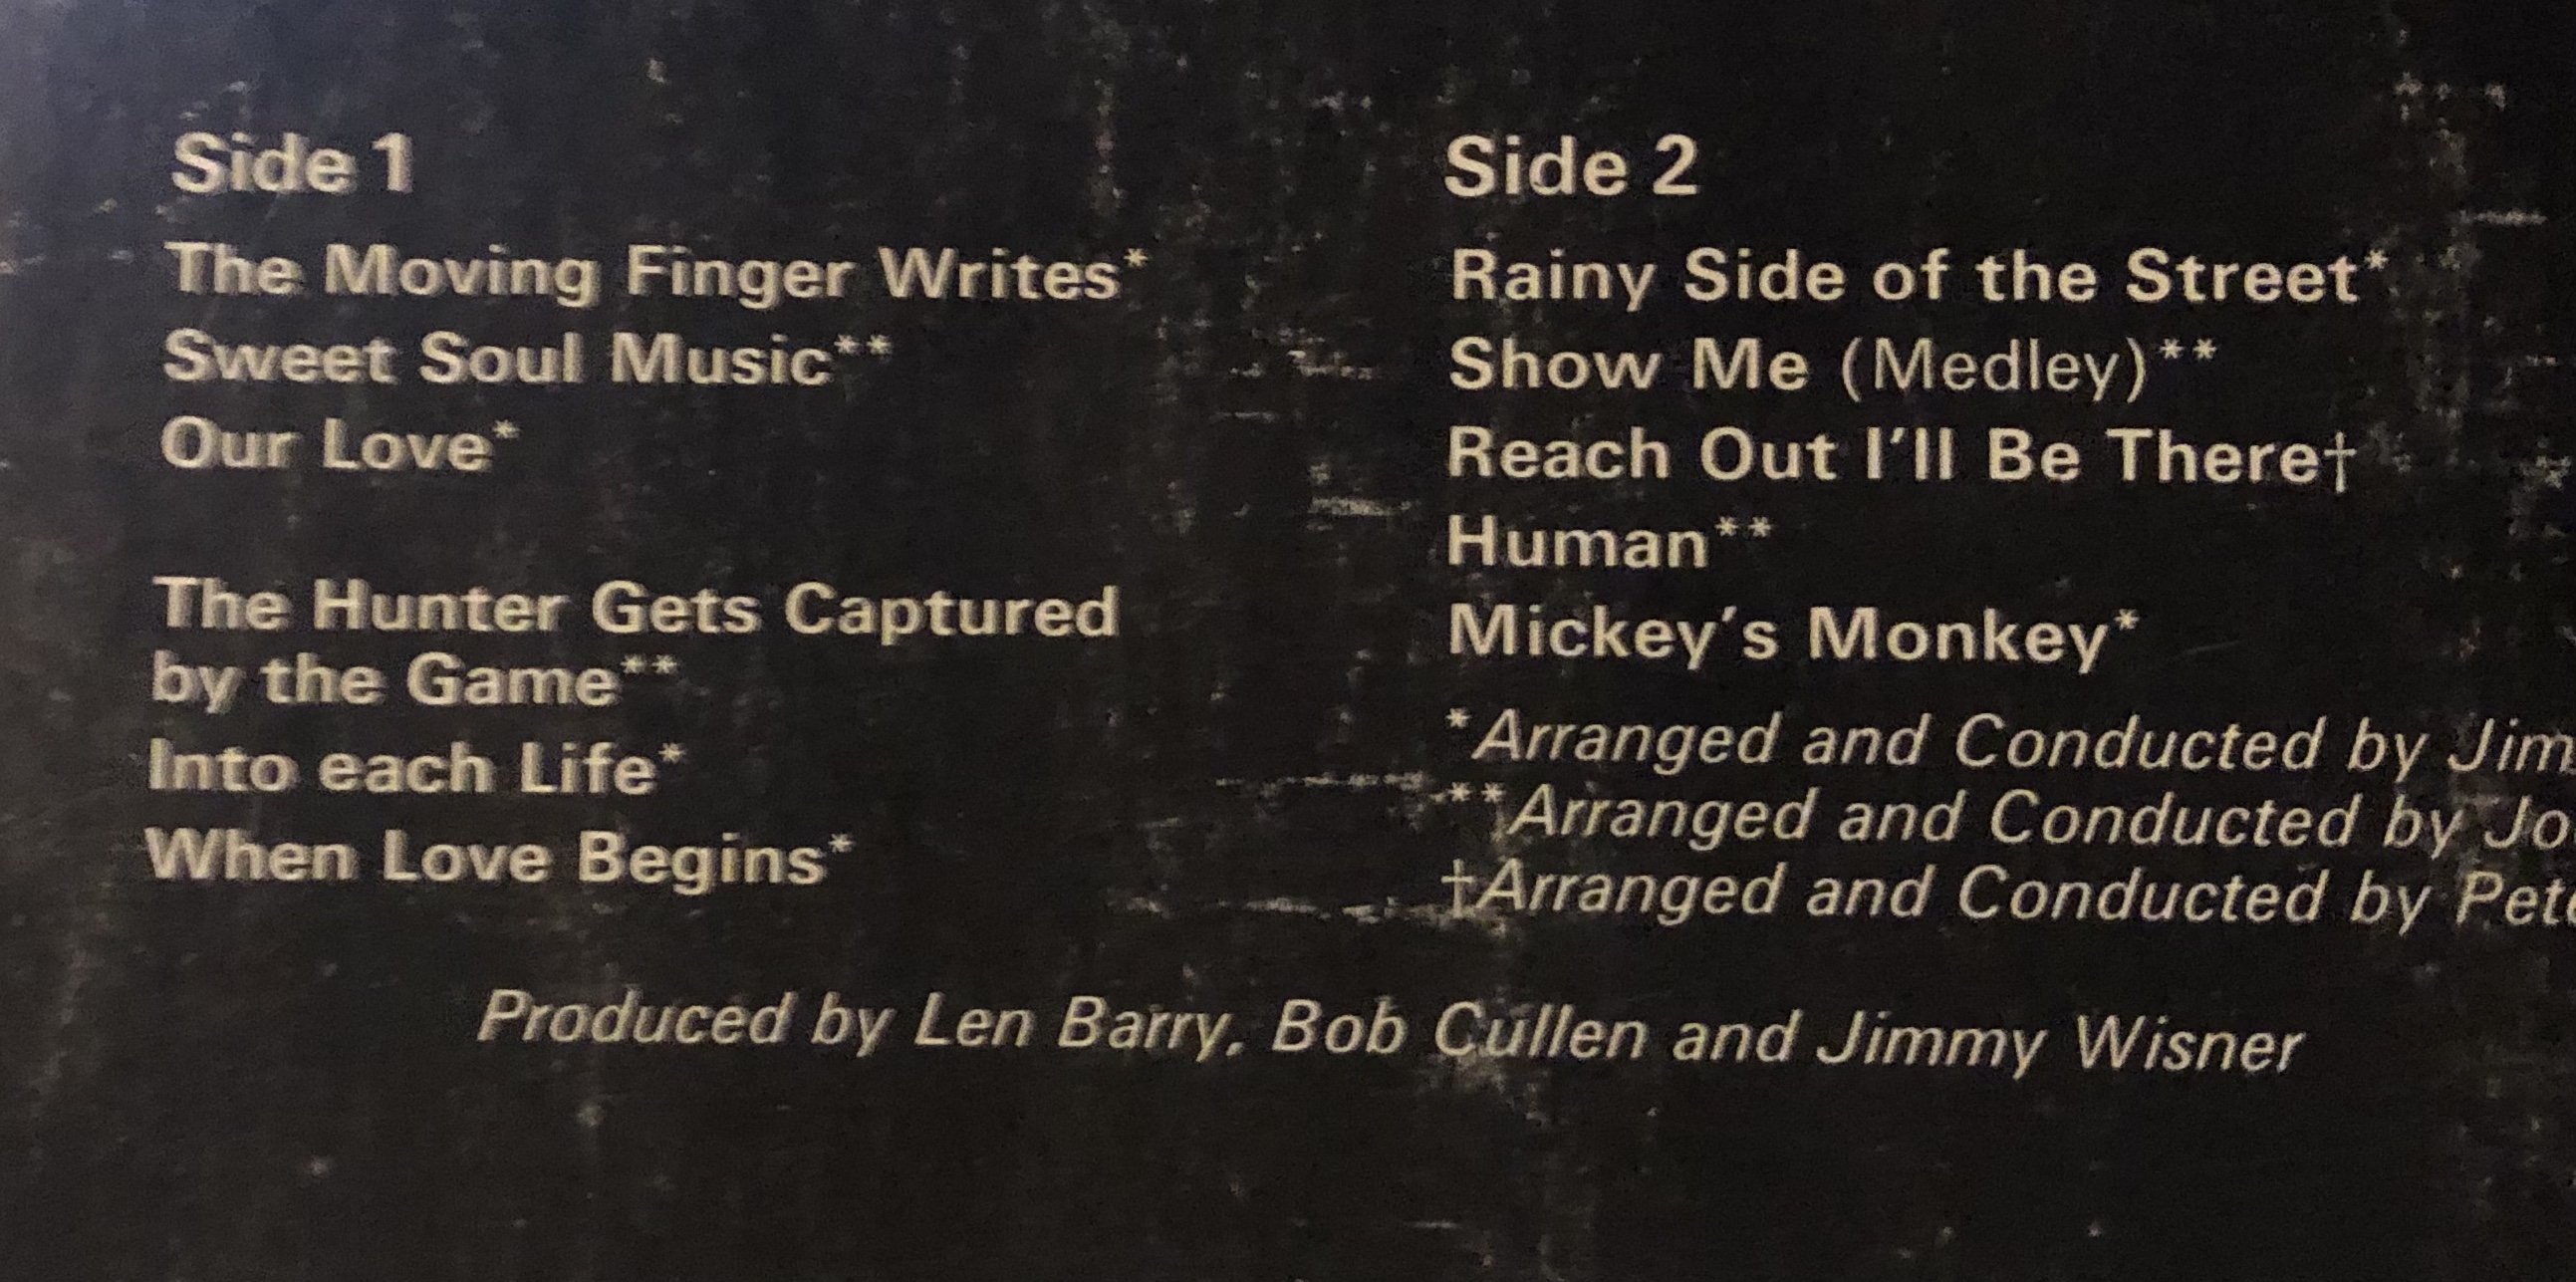 Side 1
The Moving Finger Writes*
Sweet Soul Music**
Our Love*
The Hunter Gets Captured
by the Game**
Into each Life*
When Love Begins*
Side 2
Rainy Side of the Street*
Show Me (Medley)**
Reach Out I'll Be There†
Human**
Mickey's Monkey*
*Arranged and Conducted by Jim
**Arranged and Conducted by Jo
†Arranged and Conducted by Pete
Produced by Len Barry, Bob Cullen and Jimmy Wisner